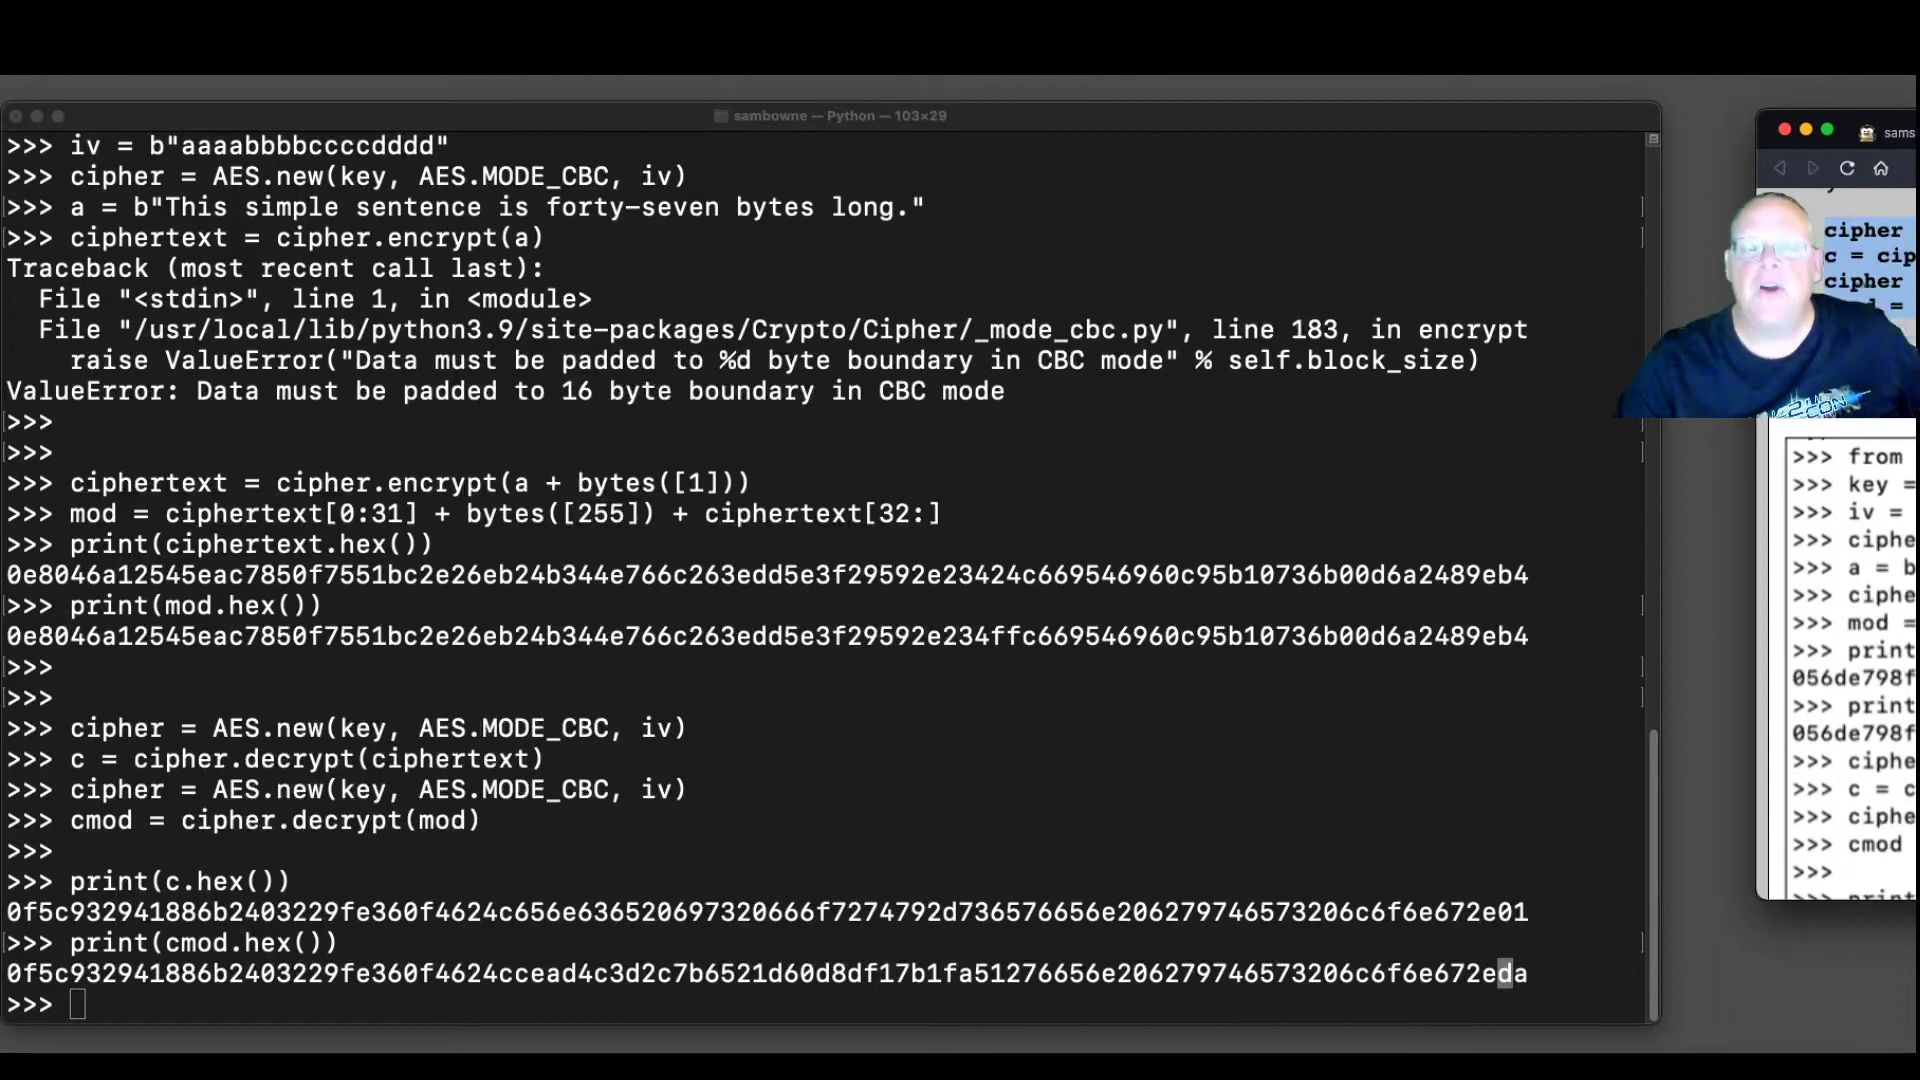 sambowne — Python — 103×29
>>> iv = b"aaaabbbbccccdddd"
>>> cipher = AES.new(key, AES.MODE_CBC, iv)
>>> a = b"This simple sentence is forty-seven bytes long."
>>> ciphertext = cipher.encrypt(a)
Traceback (most recent call last):
  File "<stdin>", line 1, in <module>
  File "/usr/local/lib/python3.9/site-packages/Crypto/Cipher/_mode_cbc.py", line 183, in encrypt
    raise ValueError("Data must be padded to %d byte boundary in CBC mode" % self.block_size)
ValueError: Data must be padded to 16 byte boundary in CBC mode
>>>
>>>
>>> ciphertext = cipher.encrypt(a + bytes([1]))
>>> mod = ciphertext[0:31] + bytes([255]) + ciphertext[32:]
>>> print(ciphertext.hex())
0e8046a12545eac7850f7551bc2e26eb24b344e766c263edd5e3f29592e23424c669546960c95b10736b00d6a2489eb4
>>> print(mod.hex())
0e8046a12545eac7850f7551bc2e26eb24b344e766c263edd5e3f29592e234ffc669546960c95b10736b00d6a2489eb4
>>>
>>>
>>> cipher = AES.new(key, AES.MODE_CBC, iv)
>>> c = cipher.decrypt(ciphertext)
>>> cipher = AES.new(key, AES.MODE_CBC, iv)
>>> cmod = cipher.decrypt(mod)
>>>
>>> print(c.hex())
0f5c932941886b2403229fe360f4624c656e636520697320666f7274792d736576656e206279746573206c6f6e672e01
>>> print(cmod.hex())
0f5c932941886b2403229fe360f4624ccead4c3d2c7b6521d60d8df17b1fa51276656e206279746573206c6f6e672eda
>>>
sams
cipher
c = cip
cipher
=
2CON
>>> from
>>> key =
>>> iv =
>>> ciphe
>>> a = b
>>> ciphe
>>> mod =
>>> print
056de798f
>>> print
056de798f
>>> ciphe
>>> c = c
>>> ciphe
>>> cmod
>>>